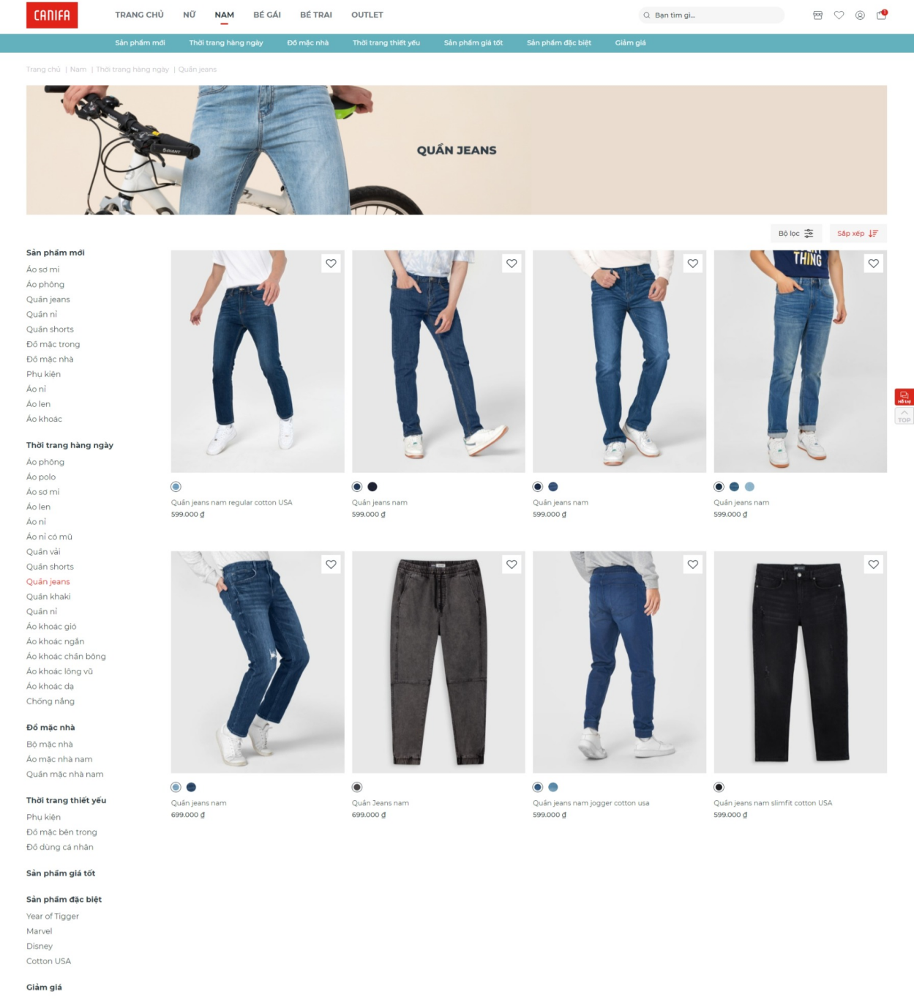 CANIFA
TRANG CHỦ NỮ NAM BÉ GÁI BÉ TRAI OUTLET
Bạn tìm gì...
1
Sản phẩm mới Thời trang hàng ngày Đồ mặc nhà Thời trang thiết yếu Sản phẩm giá tốt Sản phẩm đặc biệt Giảm giá
Trang chủ | Nam | Thời trang hàng ngày | Quần jeans
GIANT
QUẦN JEANS
Bộ lọc
Sắp xếp
Sản phẩm mới
Áo sơ mi
Áo phông
Quần jeans
Quần nỉ
Quần shorts
Đồ mặc trong
Đồ mặc nhà
Phụ kiện
Áo nỉ
Áo len
Áo khoác
Thời trang hàng ngày
Áo phông
Áo polo
Áo sơ mi
Áo len
Áo nỉ
Áo nỉ có mũ
Quần vải
Quần shorts
Quần jeans
Quần khaki
Quần nỉ
Áo khoác gió
Áo khoác ngắn
Áo khoác chần bông
Áo khoác lông vũ
Áo khoác dạ
Chống nắng
Đồ mặc nhà
Bộ mặc nhà
Áo mặc nhà nam
Quần mặc nhà nam
Thời trang thiết yếu
Phụ kiện
Đồ mặc bên trong
Đồ dùng cá nhân
Sản phẩm giá tốt
Sản phẩm đặc biệt
Year of Tigger
Marvel
Disney
Cotton USA
Giảm giá
THING
Quần jeans nam regular cotton USA
599.000 ₫
Quần jeans nam
599.000 ₫
Quần jeans nam
599.000 ₫
Quần jeans nam
599.000 ₫
Quần jeans nam
699.000 ₫
Quần Jeans nam
699.000 ₫
Quần jeans nam jogger cotton usa
599.000 ₫
Quần jeans nam slimfit cotton USA
599.000 ₫
Hỗ trợ
TOP